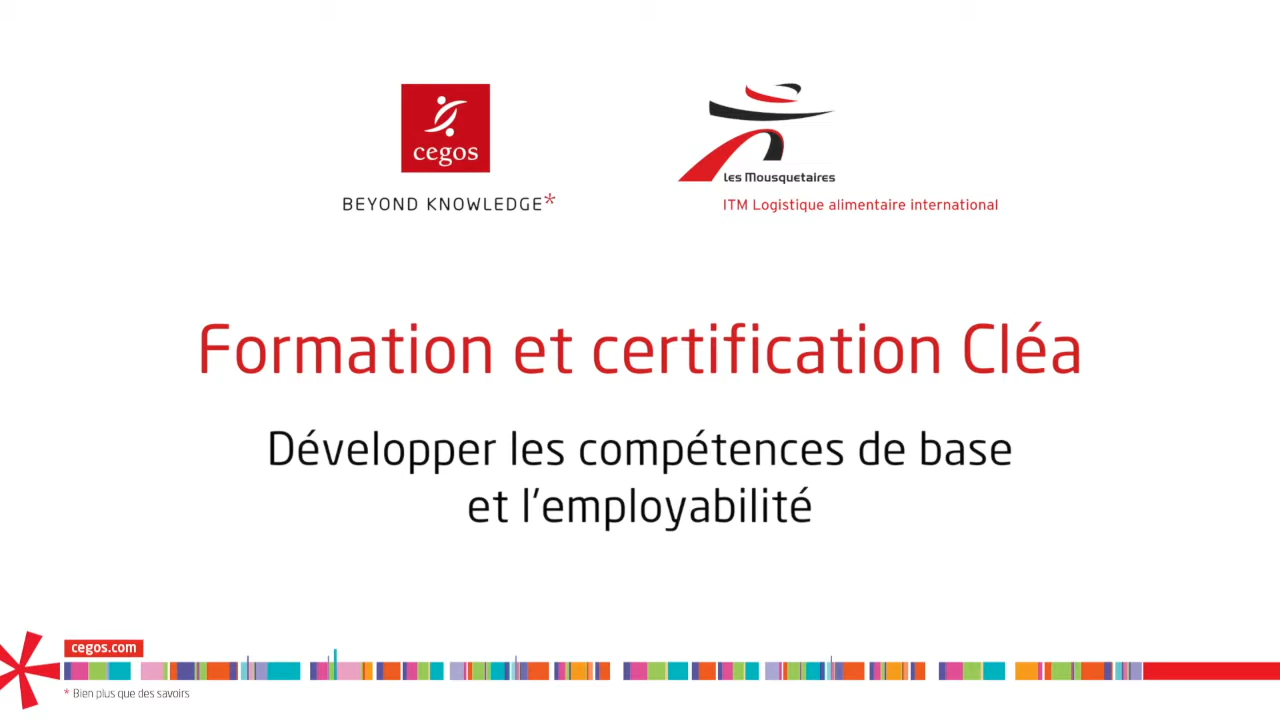 cegos
BEYOND KNOWLEDGE*
Les Mousquetaires
ITM Logistique alimentaire international
Formation et certification Cléa
Développer les compétences de base
et l'employabilité
cegos.com
* Bien plus que des savoirs